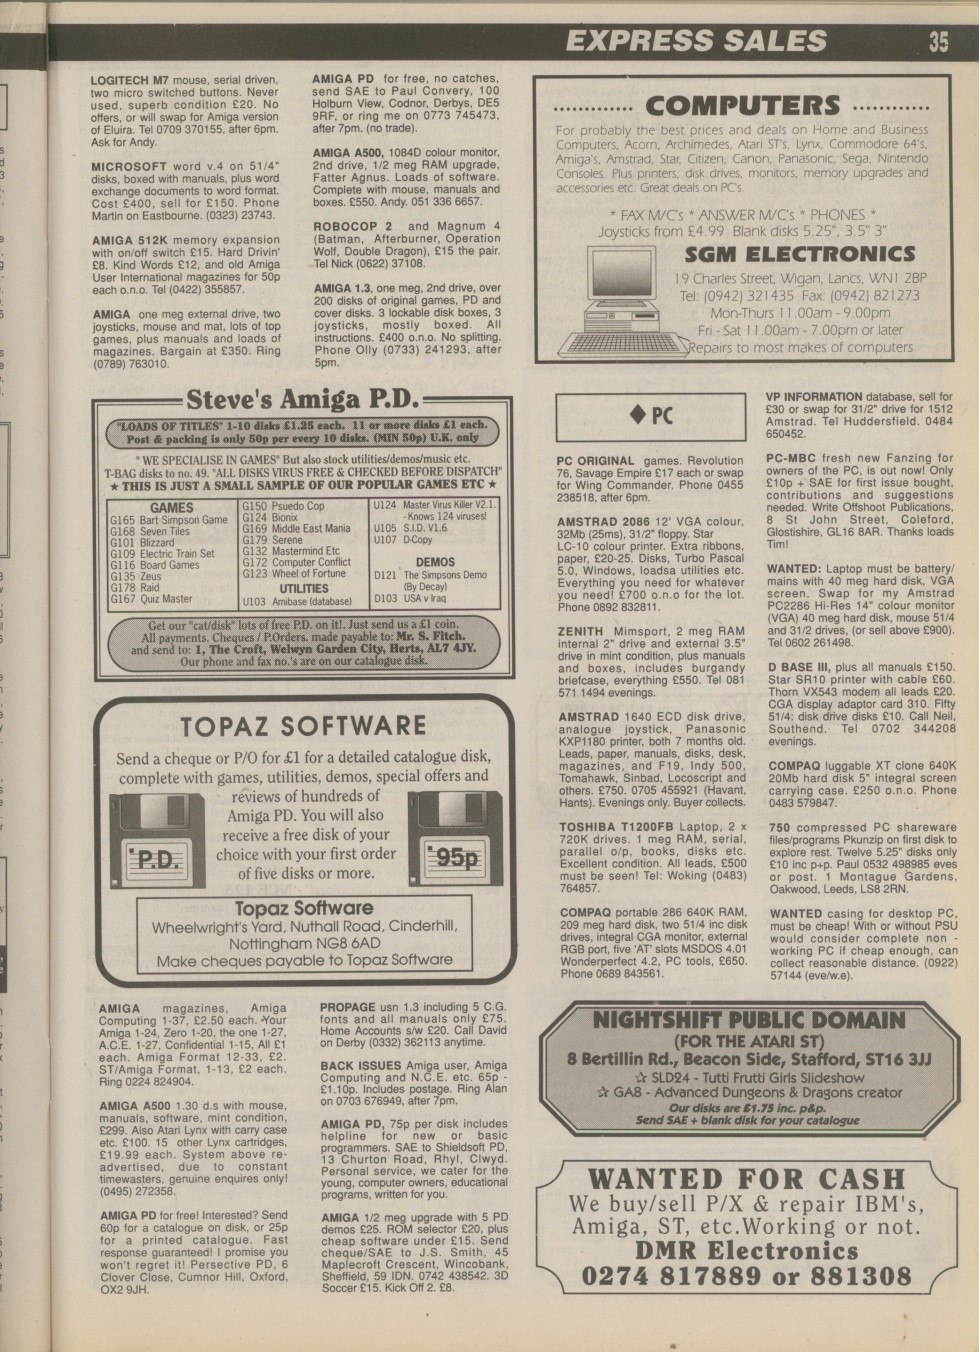 EXPRESS SALES 35
LOGITECH M7 mouse, serial driven,
two micro switched buttons. Never
used, superb condition £20. No
offers, or will swap for Amiga version
of Eluira. Tel 0709 370155, after 6pm.
Ask for Andy.
MICROSOFT word v.4 on 51/4"
disks, boxed with manuals, plus word
exchange documents to word format.
Cost £400, sell for £150. Phone
Martin on Eastbourne. (0323) 23743.
AMIGA 512K memory expansion
with on/off switch £15. Hard Drivin'
£8. Kind Words £12, and old Amiga
User International magazines for 50p
each o.n.o. Tel (0422) 355857.
AMIGA one meg external drive, two
joysticks, mouse and mat, lots of top
games, plus manuals and loads of
magazines. Bargain at £350. Ring
(0789) 763010.
AMIGA PD for free, no catches,
send SAE to Paul Convery, 100
Holburn View, Codnor, Derbys, DE5
9RF, or ring me on 0773 745473,
after 7pm. (no trade).
AMIGA A500, 1084D colour monitor,
2nd drive, 1/2 meg RAM upgrade.
Fatter Agnus. Loads of software.
Complete with mouse, manuals and
boxes. £550. Andy. 051 336 6657.
ROBOCOP 2 and Magnum 4
(Batman, Afterburner, Operation
Wolf, Double Dragon), £15 the pair.
Tel Nick (0622) 37108.
AMIGA 1.3, one meg, 2nd drive, over
200 disks of original games, PD and
cover disks. 3 lockable disk boxes, 3
joysticks, mostly boxed. All
instructions. £400 o.n.o. No splitting.
Phone Olly (0733) 241293, after
5pm.
............. COMPUTERS .............
For probably the best prices and deals on Home and Business
Computers, Acorn, Archimedes, Atari ST's, Lynx, Commodore 64's,
Amiga's, Amstrad, Star, Citizen, Canon, Panasonic, Sega, Nintendo
Consoles. Plus printers, disk drives, monitors, memory upgrades and
accessories etc. Great deals on PC's.
* FAX M/C's * ANSWER M/C's * PHONES *
Joysticks from £4.99 Blank disks 5.25", 3.5" 3"
SGM ELECTRONICS
19 Charles Street, Wigan, Lancs, WN1 2BP
Tel: (0942) 321435 Fax: (0942) 821273
Mon-Thurs 11.00am - 9.00pm
Fri - Sat 11.00am - 7.00pm or later
Repairs to most makes of computers
Steve's Amiga P.D.
"LOADS OF TITLES" 1-10 disks £1.25 each. 11 or more disks £1 each.
Post & packing is only 50p per every 10 disks. (MIN 50p) U.K. only
" WE SPECIALISE IN GAMES" But also stock utilities/demos/music etc.
T-BAG disks to no. 49. "ALL DISKS VIRUS FREE & CHECKED BEFORE DISPATCH"
★ THIS IS JUST A SMALL SAMPLE OF OUR POPULAR GAMES ETC ★
GAMES
G165 Bart Simpson Game
G168 Seven Tiles
G101 Blizzard
G109 Electric Train Set
G116 Board Games
G135 Zeus
G178 Raid
G167 Quiz Master
G150 Psuedo Cop
G124 Bionix
G169 Middle East Mania
G179 Serene
G132 Mastermind Etc
G172 Computer Conflict
G123 Wheel of Fortune
UTILITIES
U103 Amibase (database)
U124 Master Virus Killer V2.1.
- Knows 124 viruses!
U105 S.I.D. V1.6
U107 D-Copy
DEMOS
D121 The Simpsons Demo
(By Decay)
D103 USA v Iraq
Get our "cat/disk" lots of free P.D. on it!. Just send us a £1 coin.
All payments. Cheques / P.Orders. made payable to: Mr. S. Fitch.
and send to: 1, The Croft, Welwyn Garden City, Herts, AL7 4JY.
Our phone and fax no.'s are on our catalogue disk.
TOPAZ SOFTWARE
Send a cheque or P/O for £1 for a detailed catalogue disk,
complete with games, utilities, demos, special offers and
reviews of hundreds of
Amiga PD. You will also
receive a free disk of your
choice with your first order
of five disks or more.
P.D.
95p
Topaz Software
Wheelwright's Yard, Nuthall Road, Cinderhill,
Nottingham NG8 6AD
Make cheques payable to Topaz Software
AMIGA magazines, Amiga
Computing 1-37, £2.50 each. Your
Amiga 1-24, Zero 1-20, the one 1-27,
A.C.E. 1-27, Confidential 1-15, All £1
each. Amiga Format 12-33, £2.
ST/Amiga Format, 1-13, £2 each.
Ring 0224 824904.
AMIGA A500 1.30 d.s with mouse,
manuals, software, mint condition,
£299. Also Atari Lynx with carry case
etc. £100. 15 other Lynx cartridges,
£19.99 each. System above re-
advertised, due to constant
timewasters, genuine enquires only!
(0495) 272358.
AMIGA PD for free! Interested? Send
60p for a catalogue on disk, or 25p
for a printed catalogue. Fast
response guaranteed! I promise you
won't regret it! Persective PD, 6
Clover Close, Cumnor Hill, Oxford,
OX2 9JH.
PROPAGE usn 1.3 including 5 C.G.
fonts and all manuals only £75.
Home Accounts s/w £20. Call David
on Derby (0332) 362113 anytime.
BACK ISSUES Amiga user, Amiga
Computing and N.C.E. etc. 65p -
£1.10p. Includes postage. Ring Alan
on 0703 676949, after 7pm.
AMIGA PD, 75p per disk includes
helpline for new or basic
programmers. SAE to Shieldsoft PD,
13 Churton Road, Rhyl, Clwyd.
Personal service, we cater for the
young, computer owners, educational
programs, written for you.
AMIGA 1/2 meg upgrade with 5 PD
demos £25. ROM selector £20, plus
cheap software under £15. Send
cheque/SAE to J.S. Smith, 45
Maplecroft Crescent, Wincobank,
Sheffield, 59 IDN. 0742 438542. 3D
Soccer £15. Kick Off 2. £8.
♦ PC
PC ORIGINAL games. Revolution
76, Savage Empire £17 each or swap
for Wing Commander. Phone 0455
238518, after 6pm.
AMSTRAD 2086 12' VGA colour,
32Mb (25ms), 31/2" floppy. Star
LC-10 colour printer. Extra ribbons,
paper, £20-25. Disks, Turbo Pascal
5.0, Windows, loadsa utilities etc.
Everything you need for whatever
you need! £700 o.n.o for the lot.
Phone 0892 832811.
ZENITH Mimsport, 2 meg RAM
internal 2" drive and external 3.5"
drive in mint condition, plus manuals
and boxes, includes burgandy
briefcase, everything £550. Tel 081
571 1494 evenings.
AMSTRAD 1640 ECD disk drive,
analogue joystick, Panasonic
KXP1180 printer, both 7 months old.
Leads, paper, manuals, disks, desk,
magazines, and F19, Indy 500,
Tomahawk, Sinbad, Locoscript and
others. £750. 0705 455921 (Havant,
Hants). Evenings only. Buyer collects.
TOSHIBA T1200FB Laptop, 2 x
720K drives. 1 meg RAM, serial,
parallel o/p, books, disks etc.
Excellent condition. All leads, £500
must be seen! Tel: Woking (0483)
764857.
COMPAQ portable 286 640K RAM,
209 meg hard disk, two 51/4 inc disk
drives, integral CGA monitor, external
RGB port, five 'AT' slots MSDOS 4.01
Wonderperfect 4.2, PC tools, £650.
Phone 0689 843561.
VP INFORMATION database, sell for
£30 or swap for 31/2" drive for 1512
Amstrad. Tel Huddersfield. 0484
650452.
PC-MBC fresh new Fanzing for
owners of the PC, is out now! Only
£10p + SAE for first issue bought,
contributions and suggestions
needed. Write Offshoot Publications,
8 St John Street, Coleford,
Glostishire, GL16 8AR. Thanks loads
Tim!
WANTED: Laptop must be battery/
mains with 40 meg hard disk, VGA
screen. Swap for my Amstrad
PC2286 Hi-Res 14" colour monitor
(VGA) 40 meg hard disk, mouse 51/4
and 31/2 drives, (or sell above £900).
Tel 0602 261498.
D BASE III, plus all manuals £150.
Star SR10 printer with cable £60.
Thorn VX543 modem all leads £20.
CGA display adaptor card 310. Fifty
51/4; disk drive disks £10. Call Neil,
Southend. Tel 0702 344208
evenings.
COMPAQ luggable XT clone 640K
20Mb hard disk 5" integral screen
carrying case. £250 o.n.o. Phone
0483 579847.
750 compressed PC shareware
files/programs Pkunzip on first disk to
explore rest. Twelve 5.25" disks only
£10 inc p+p. Paul 0532 498985 eves
or post. 1 Montague Gardens,
Oakwood, Leeds, LS8 2RN.
WANTED casing for desktop PC,
must be cheap! With or without PSU
would consider complete non -
working PC if cheap enough, can
collect reasonable distance. (0922)
57144 (eve/w.e).
NIGHTSHIFT PUBLIC DOMAIN
(FOR THE ATARI ST)
8 Bertillin Rd., Beacon Side, Stafford, ST16 3JJ
☆ SLD24 - Tutti Frutti Girls Slideshow
☆ GA8 - Advanced Dungeons & Dragons creator
Our disks are £1.75 inc. p&p.
Send SAE + blank disk for your catalogue
WANTED FOR CASH
We buy/sell P/X & repair IBM's,
Amiga, ST, etc.Working or not.
DMR Electronics
0274 817889 or 881308